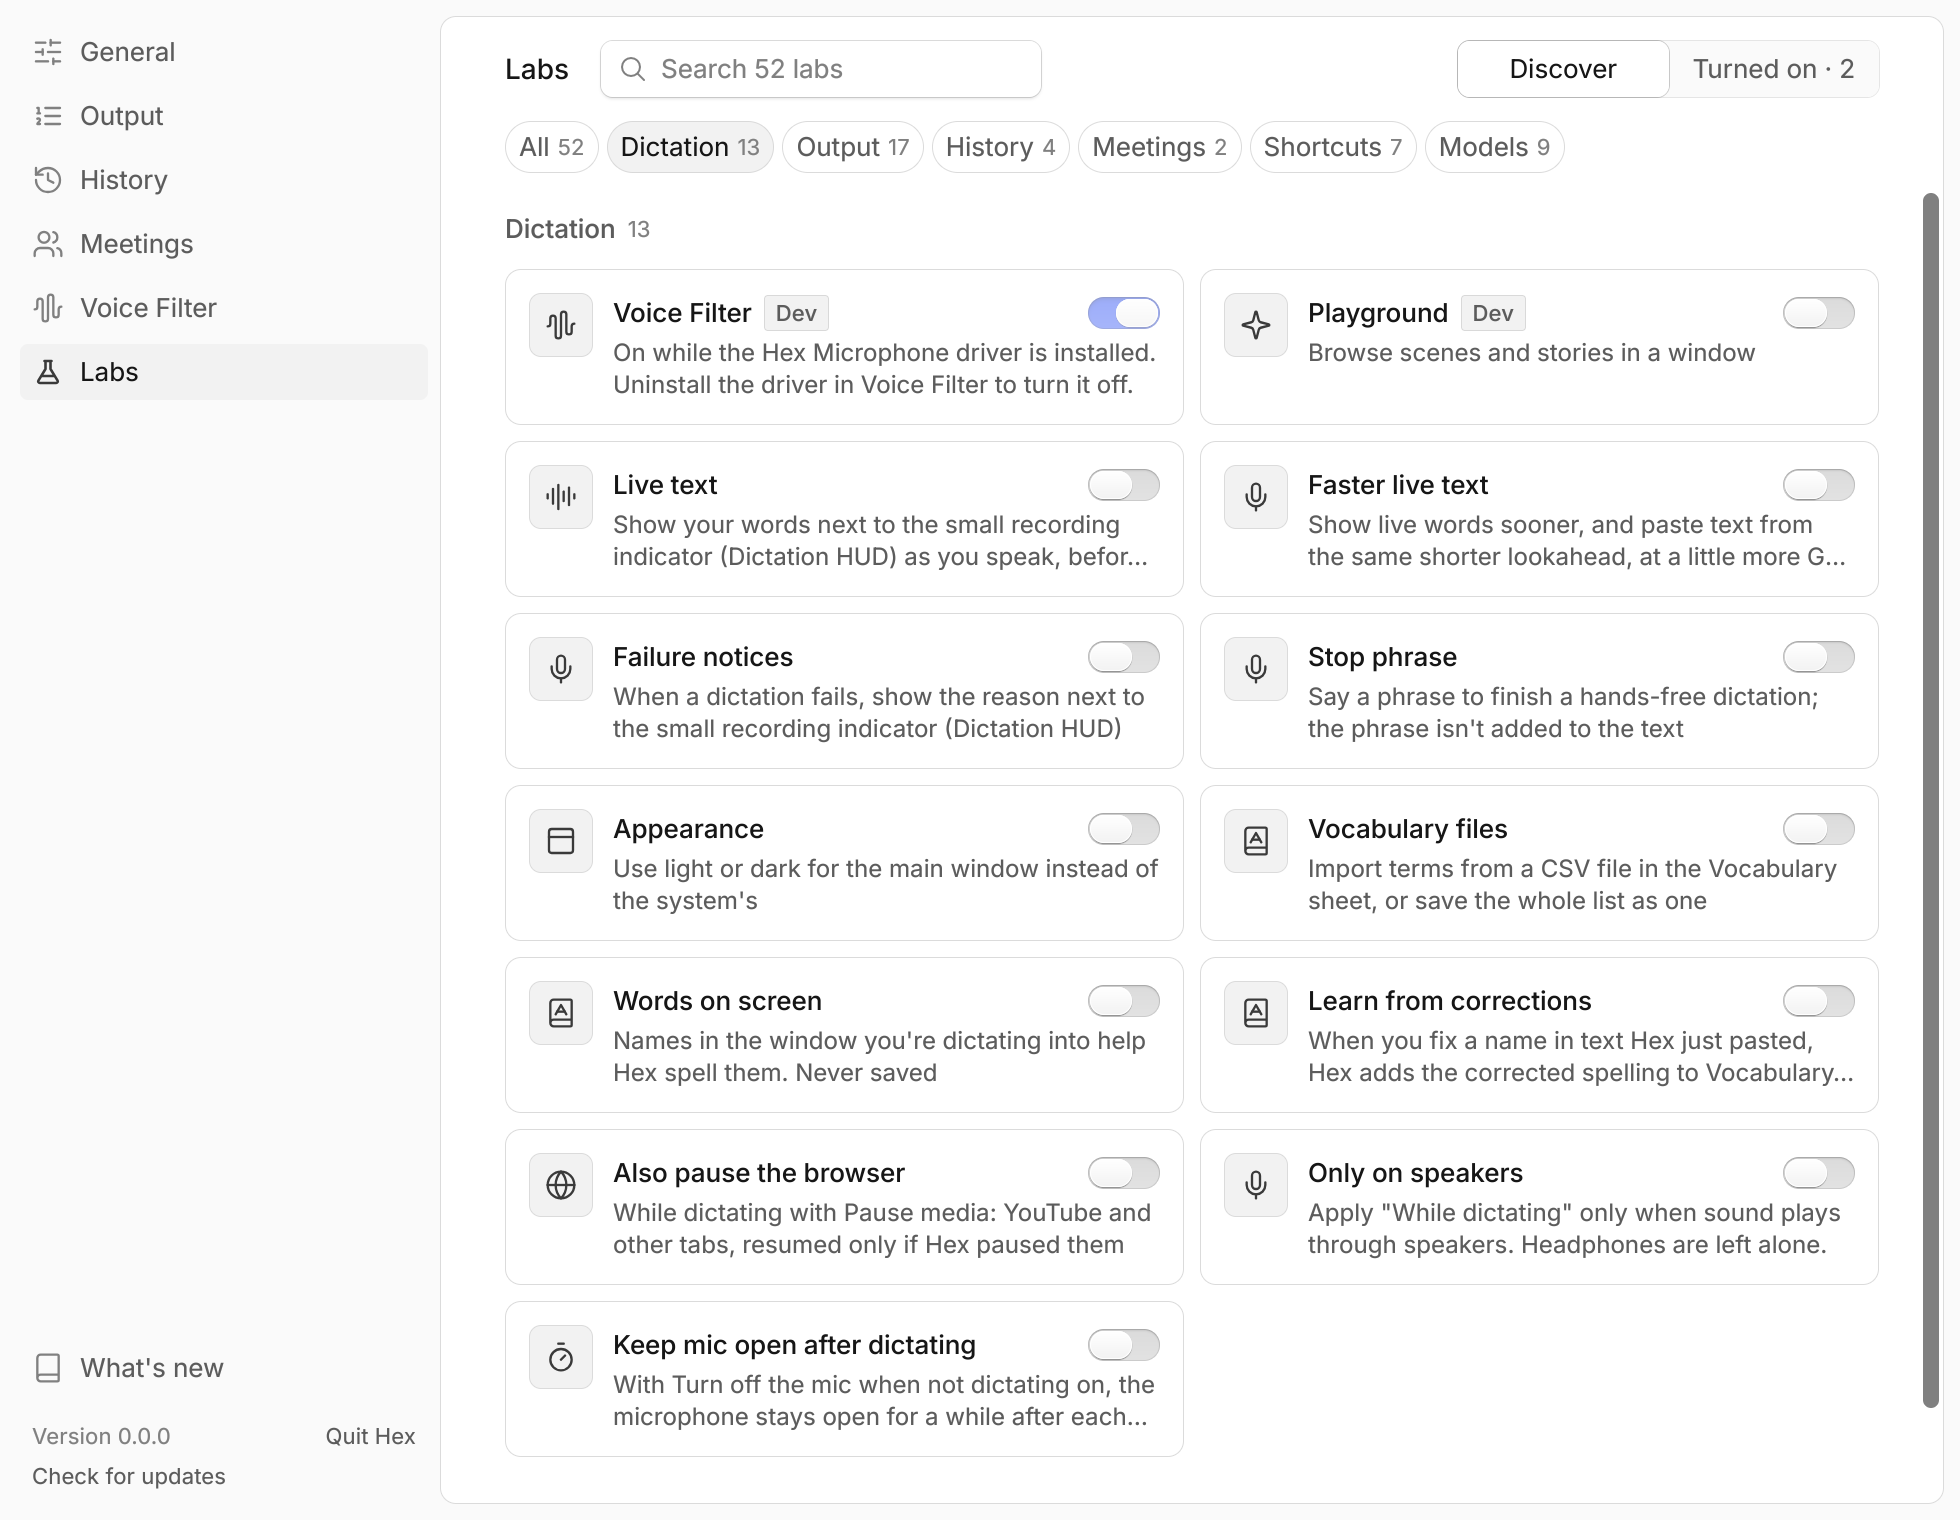 General
Output
History
Meetings
Voice Filter
Labs
What's new
Version 0.0.0
Quit Hex
Check for updates
Labs
Search 52 labs
Discover
Turned on · 2
All 52
Dictation 13
Output 17
History 4
Meetings 2
Shortcuts 7
Models 9
Dictation 13
Voice Filter Dev
On while the Hex Microphone driver is installed.
Uninstall the driver in Voice Filter to turn it off.
Playground Dev
Browse scenes and stories in a window
Live text
Show your words next to the small recording
indicator (Dictation HUD) as you speak, befor...
Faster live text
Show live words sooner, and paste text from
the same shorter lookahead, at a little more G...
Failure notices
When a dictation fails, show the reason next to
the small recording indicator (Dictation HUD)
Stop phrase
Say a phrase to finish a hands-free dictation;
the phrase isn't added to the text
Appearance
Use light or dark for the main window instead of
the system's
Vocabulary files
Import terms from a CSV file in the Vocabulary
sheet, or save the whole list as one
Words on screen
Names in the window you're dictating into help
Hex spell them. Never saved
Learn from corrections
When you fix a name in text Hex just pasted,
Hex adds the corrected spelling to Vocabulary...
Also pause the browser
While dictating with Pause media: YouTube and
other tabs, resumed only if Hex paused them
Only on speakers
Apply "While dictating" only when sound plays
through speakers. Headphones are left alone.
Keep mic open after dictating
With Turn off the mic when not dictating on, the
microphone stays open for a while after each...